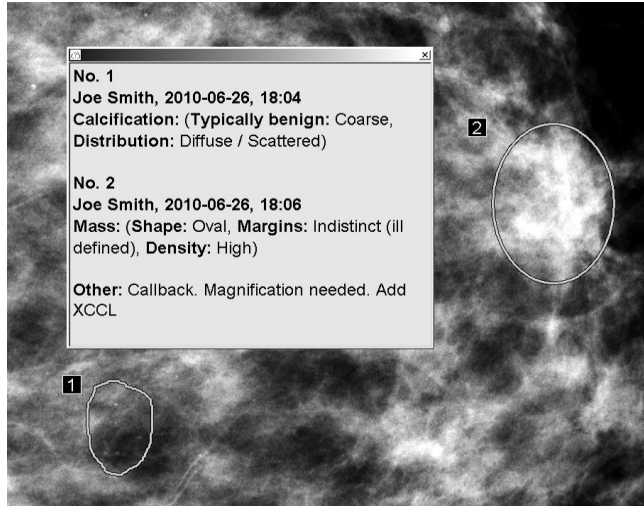 No. 1
Joe Smith, 2010-06-26, 18:04
Calcification: (Typically benign: Coarse,
Distribution: Diffuse / Scattered)
No. 2
Joe Smith, 2010-06-26, 18:06
Mass: (Shape: Oval, Margins: Indistinct (ill
defined), Density: High)
Other: Callback. Magnification needed. Add
XCCL
2
1